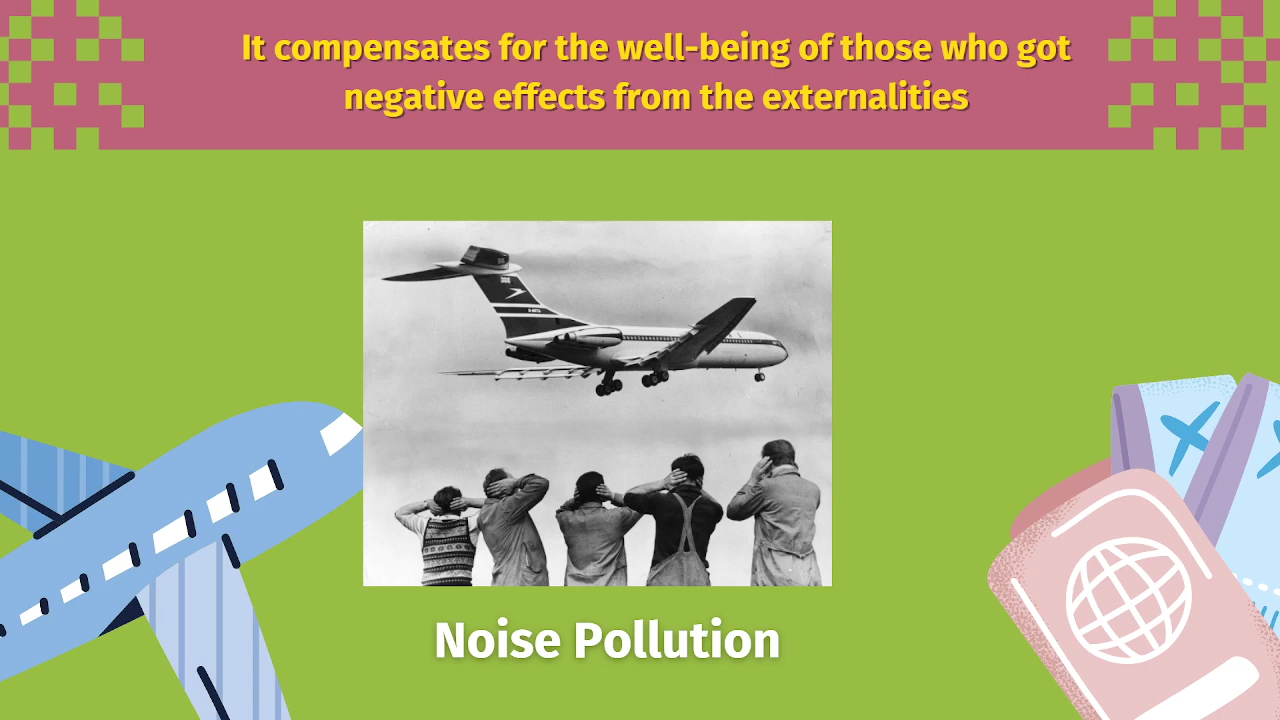 It compensates for the well-being of those who got
negative effects from the externalities
Noise Pollution